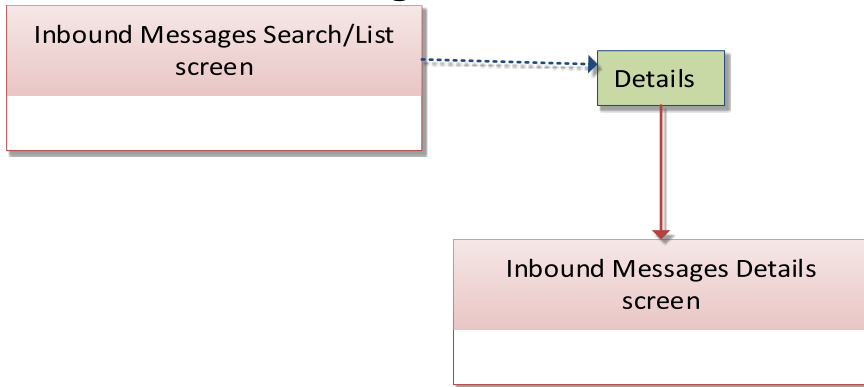 Inbound Messages Search/List
screen
Details
Inbound Messages Details
screen